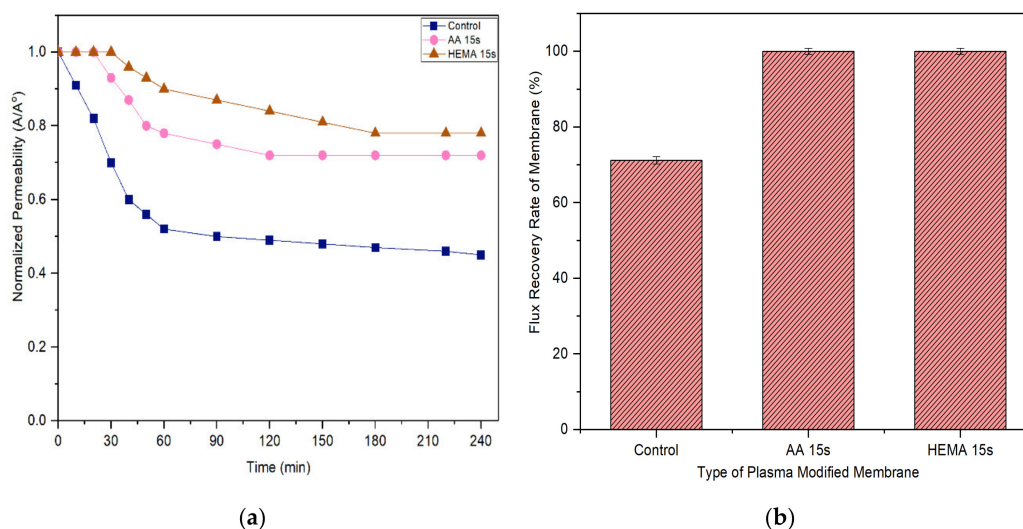 Control
AA 15s
HEMA 15s
1.0
0.8
0.6
0.4
0.2
0.0
Normalized Permeability (A/A°)
0 30 60 90 120 150 180 210 240
Time (min)
(a)
100
80
60
40
20
0
Flux Recovery Rate of Membrane (%)
Control AA 15s HEMA 15s
Type of Plasma Modified Membrane
(b)